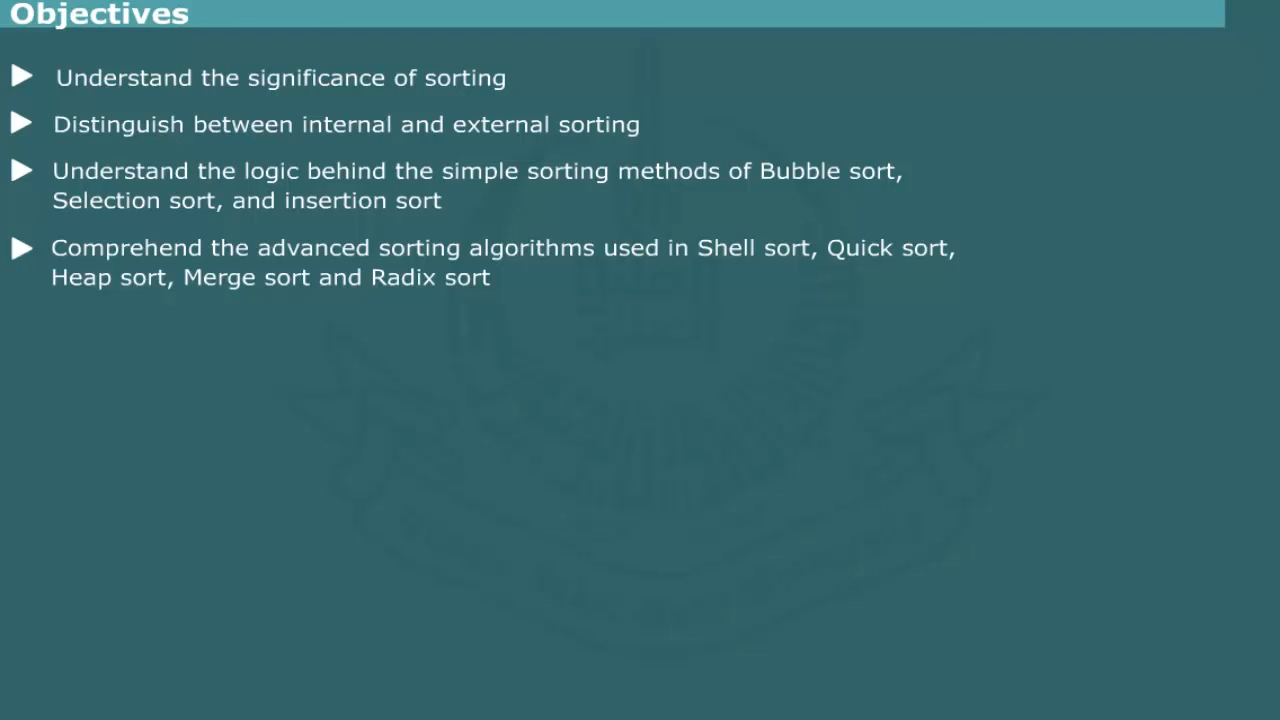 Objectives
Understand the significance of sorting
Distinguish between internal and external sorting
Understand the logic behind the simple sorting methods of Bubble sort,
Selection sort, and insertion sort
Comprehend the advanced sorting algorithms used in Shell sort, Quick sort,
Heap sort, Merge sort and Radix sort